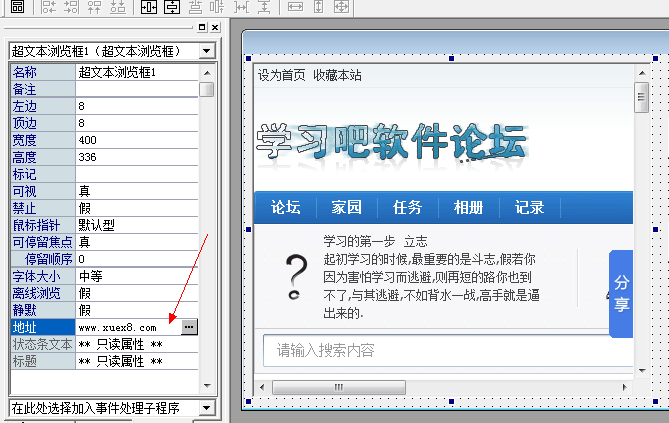 超文本浏览框1（超文本浏览框）
名称 超文本浏览框1
备注
左边 8
顶边 8
宽度 400
高度 336
标记
可视 真
禁止 假
鼠标指针 默认型
可停留焦点 真
停留顺序 0
字体大小 中等
离线浏览 假
静默 假
地址 www.xuex8.com ...
状态条文本 ** 只读属性 **
标题 ** 只读属性 **
在此处选择加入事件处理子程序
设为首页 收藏本站
学习吧软件论坛
论坛 家园 任务 相册 记录
?
学习的第一步 立志
起初学习的时候,最重要的是斗志,假若你
因为害怕学习而逃避,则再短的路你也到
不了,与其逃避,不如背水一战,高手就是逼
出来的.
分享
请输入搜索内容